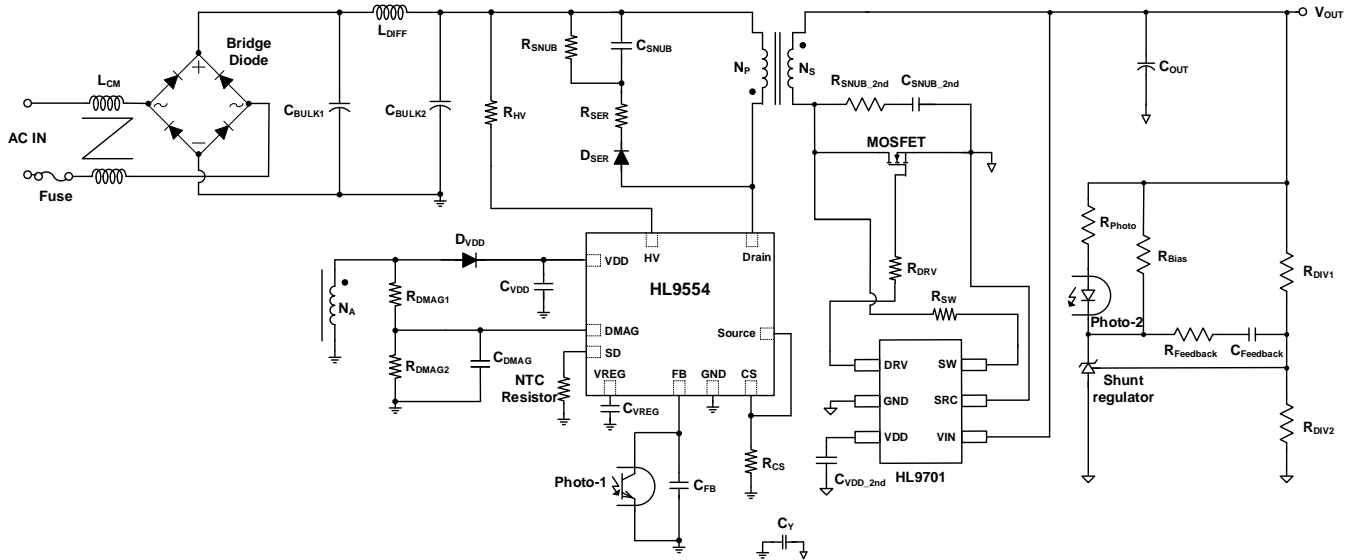 L_DIFF
Bridge
Diode
L_CM
AC IN
Fuse
+
~
~
−
C_BULK1
C_BULK2
R_HV
R_SNUB
C_SNUB
R_SER
D_SER
N_P
N_S
R_SNUB_2nd
C_SNUB_2nd
MOSFET
V_OUT
C_OUT
R_Photo
R_Bias
R_DIV1
Photo-2
R_Feedback
C_Feedback
Shunt
regulator
R_DIV2
D_VDD
N_A
R_DMAG1
R_DMAG2
C_VDD
C_DMAG
NTC
Resistor
VDD
HV
Drain
HL9554
DMAG
Source
SD
VREG
FB
GND
CS
C_VREG
Photo-1
C_FB
R_CS
C_Y
R_DRV
R_SW
DRV
SW
GND
SRC
VDD
VIN
HL9701
C_VDD_2nd